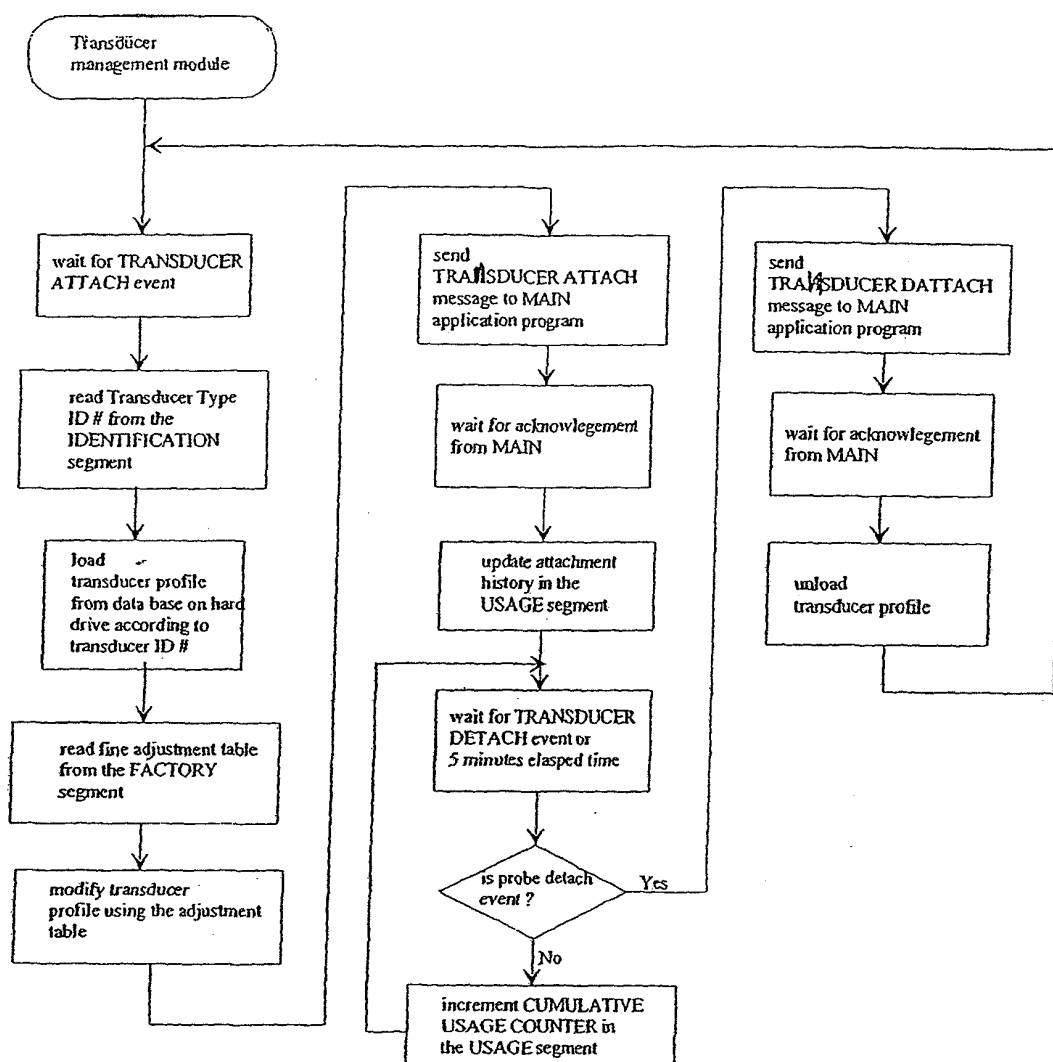 Transducer
management module
wait for TRANSDUCER
ATTACH event
read Transducer Type
ID # from the
IDENTIFICATION
segment
load
transducer profile
from data base on hard
drive according to
transducer ID #
read fine adjustment table
from the FACTORY
segment
modify transducer
profile using the adjustment
table
send
TRANSDUCER ATTACH
message to MAIN
application program
wait for acknowlegement
from MAIN
update attachment
history in the
USAGE segment
wait for TRANSDUCER
DETACH event or
5 minutes elasped time
is probe detach
event ?
Yes
No
increment CUMULATIVE
USAGE COUNTER in
the USAGE segment
send
TRANSDUCER DATTACH
message to MAIN
application program
wait for acknowlegement
from MAIN
unload
transducer profile